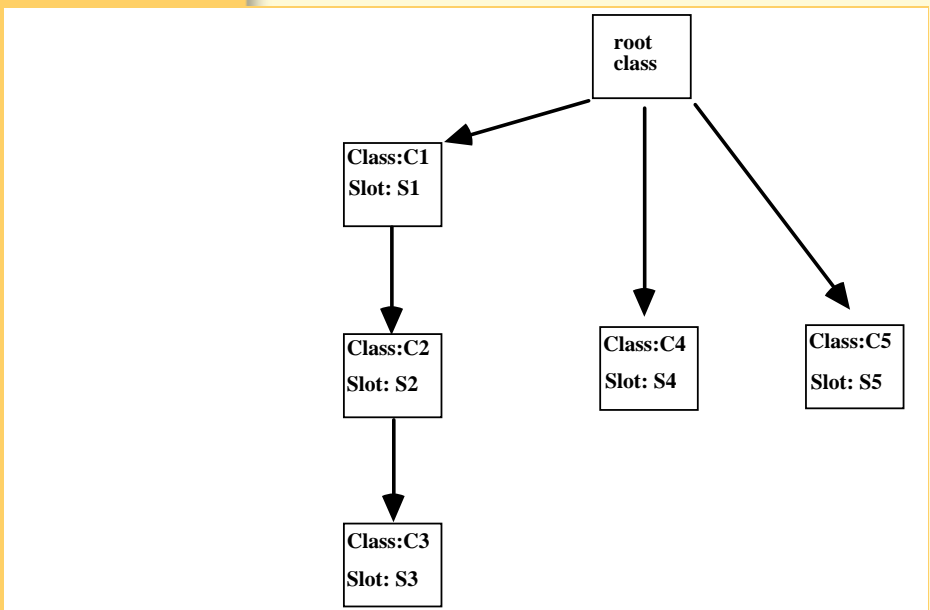 root
class
Class:C1
Slot: S1
Class:C2
Slot: S2
Class:C4
Slot: S4
Class:C5
Slot: S5
Class:C3
Slot: S3